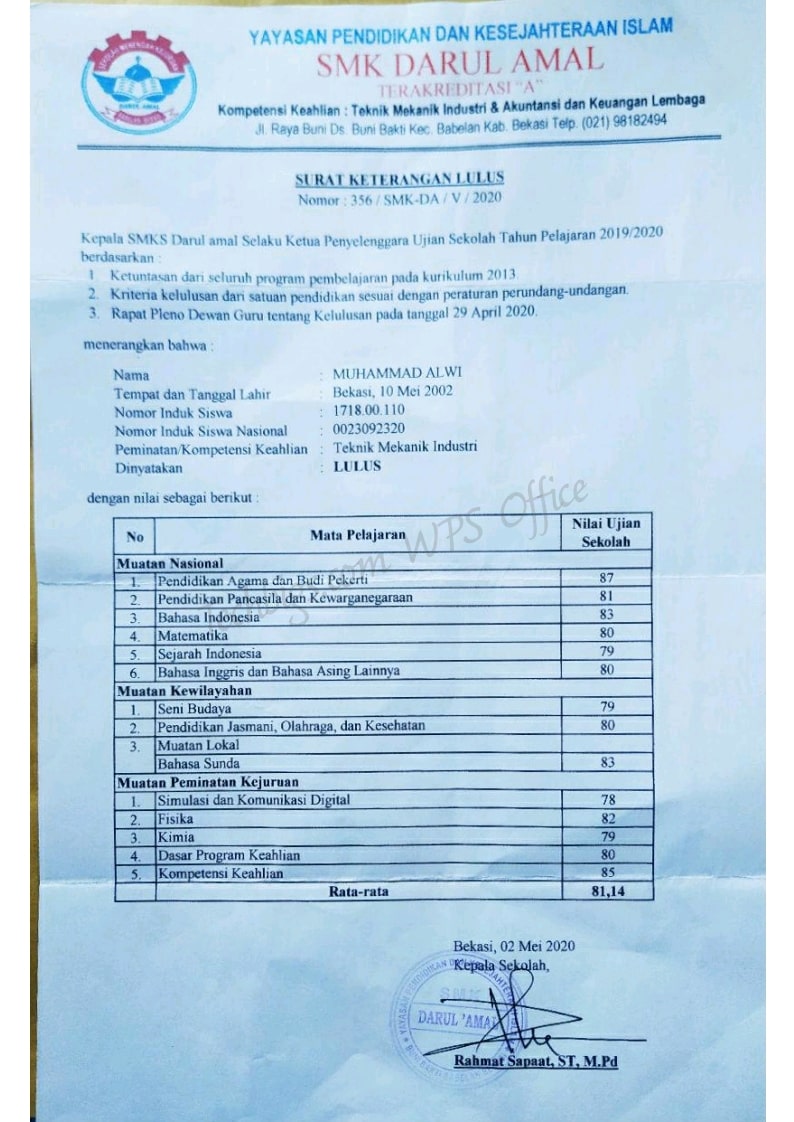 YAYASAN PENDIDIKAN DAN KESEJAHTERAAN ISLAM
SMK DARUL AMAL
TERAKREDITASI "A"
Kompetensi Keahlian : Teknik Mekanik Industri & Akuntansi dan Keuangan Lembaga
Jl. Raya Buni Ds. Buni Bakti Kec. Babelan Kab. Bekasi Telp. (021) 98182494
SURAT KETERANGAN LULUS
Nomor : 356 / SMK-DA / V / 2020
Kepala SMKS Darul amal Selaku Ketua Penyelenggara Ujian Sekolah Tahun Pelajaran 2019/2020
berdasarkan :
1. Ketuntasan dari seluruh program pembelajaran pada kurikulum 2013.
2. Kriteria kelulusan dari satuan pendidikan sesuai dengan peraturan perundang-undangan.
3. Rapat Pleno Dewan Guru tentang Kelulusan pada tanggal 29 April 2020.
menerangkan bahwa :
Nama : MUHAMMAD ALWI
Tempat dan Tanggal Lahir : Bekasi, 10 Mei 2002
Nomor Induk Siswa : 1718.00.110
Nomor Induk Siswa Nasional : 0023092320
Peminatan/Kompetensi Keahlian : Teknik Mekanik Industri
Dinyatakan : LULUS
dengan nilai sebagai berikut :
No Mata Pelajaran Nilai Ujian Sekolah
Muatan Nasional
1. Pendidikan Agama dan Budi Pekerti 87
2. Pendidikan Pancasila dan Kewarganegaraan 81
3. Bahasa Indonesia 83
4. Matematika 80
5. Sejarah Indonesia 79
6. Bahasa Inggris dan Bahasa Asing Lainnya 80
Muatan Kewilayahan
1. Seni Budaya 79
2. Pendidikan Jasmani, Olahraga, dan Kesehatan 80
3. Muatan Lokal
Bahasa Sunda 83
Muatan Peminatan Kejuruan
1. Simulasi dan Komunikasi Digital 78
2. Fisika 82
3. Kimia 79
4. Dasar Program Keahlian 80
5. Kompetensi Keahlian 85
Rata-rata 81,14
Bekasi, 02 Mei 2020
Kepala Sekolah,
SMK
DARUL 'AMAL
Rahmat Sapaat, ST, M.Pd
WPS Office